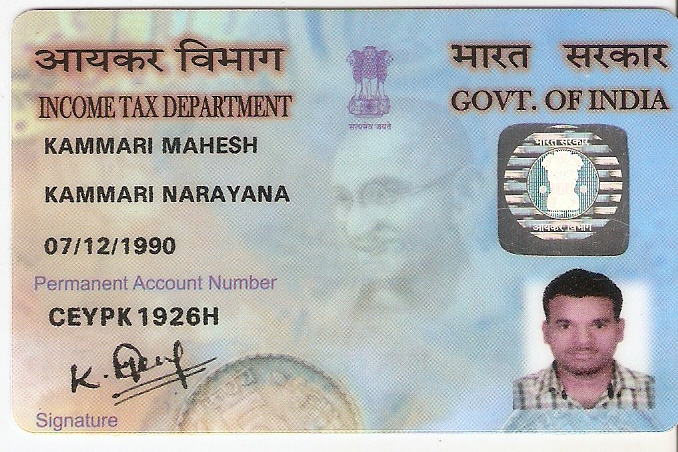 आयकर विभाग
भारत सरकार
INCOME TAX DEPARTMENT
GOVT. OF INDIA
सत्यमेव जयते
KAMMARI MAHESH
KAMMARI NARAYANA
07/12/1990
Permanent Account Number
CEYPK1926H
भारत सरकार
आयकर विभाग
K.
Signature